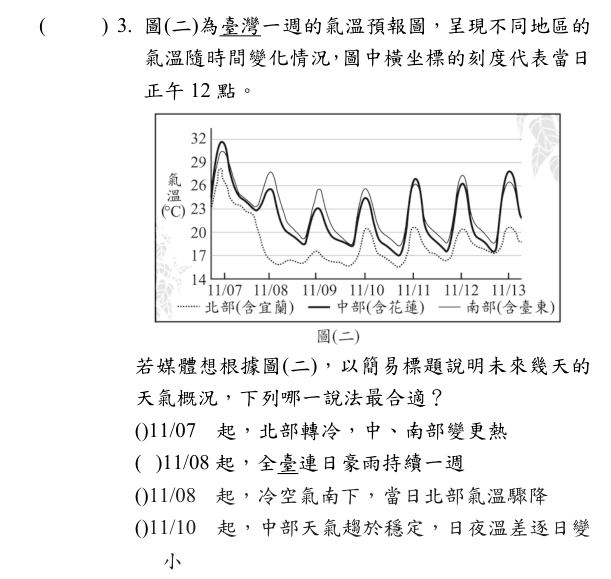 (      ) 3. 圖(二)為臺灣一週的氣溫預報圖，呈現不同地區的
氣溫隨時間變化情況，圖中橫坐標的刻度代表當日
正午 12 點。
氣溫(℃)
32
29
26
23
20
17
14
11/07 11/08 11/09 11/10 11/11 11/12 11/13
北部(含宜蘭) 中部(含花蓮) 南部(含臺東)
圖(二)
若媒體想根據圖(二)，以簡易標題說明未來幾天的
天氣概況，下列哪一說法最合適？
()11/07 起，北部轉冷，中、南部變更熱
( )11/08 起，全臺連日豪雨持續一週
()11/08 起，冷空氣南下，當日北部氣溫驟降
()11/10 起，中部天氣趨於穩定，日夜溫差逐日變
小